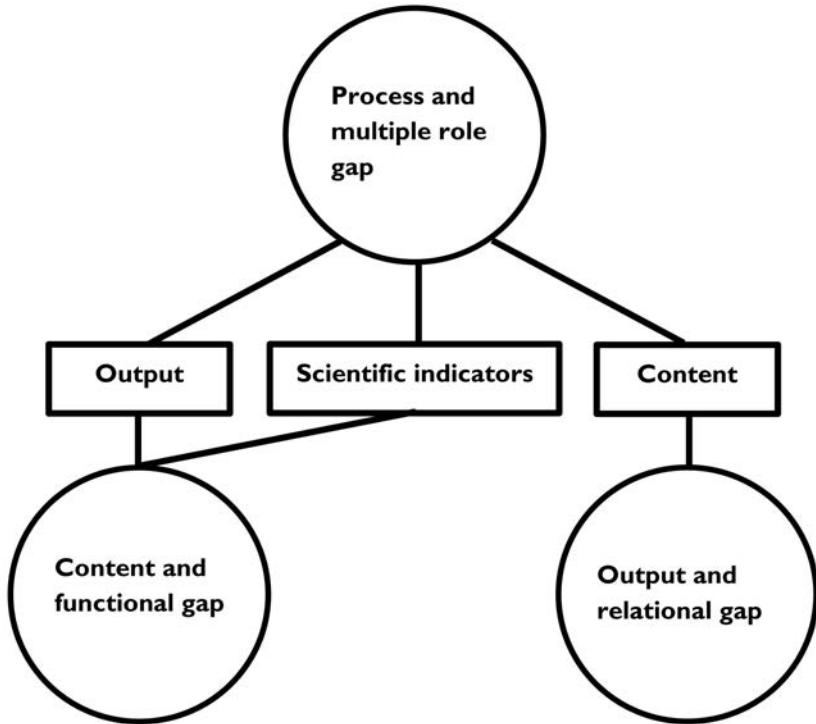 Process and
multiple role
gap
Output
Scientific indicators
Content
Content and
functional gap
Output and
relational gap